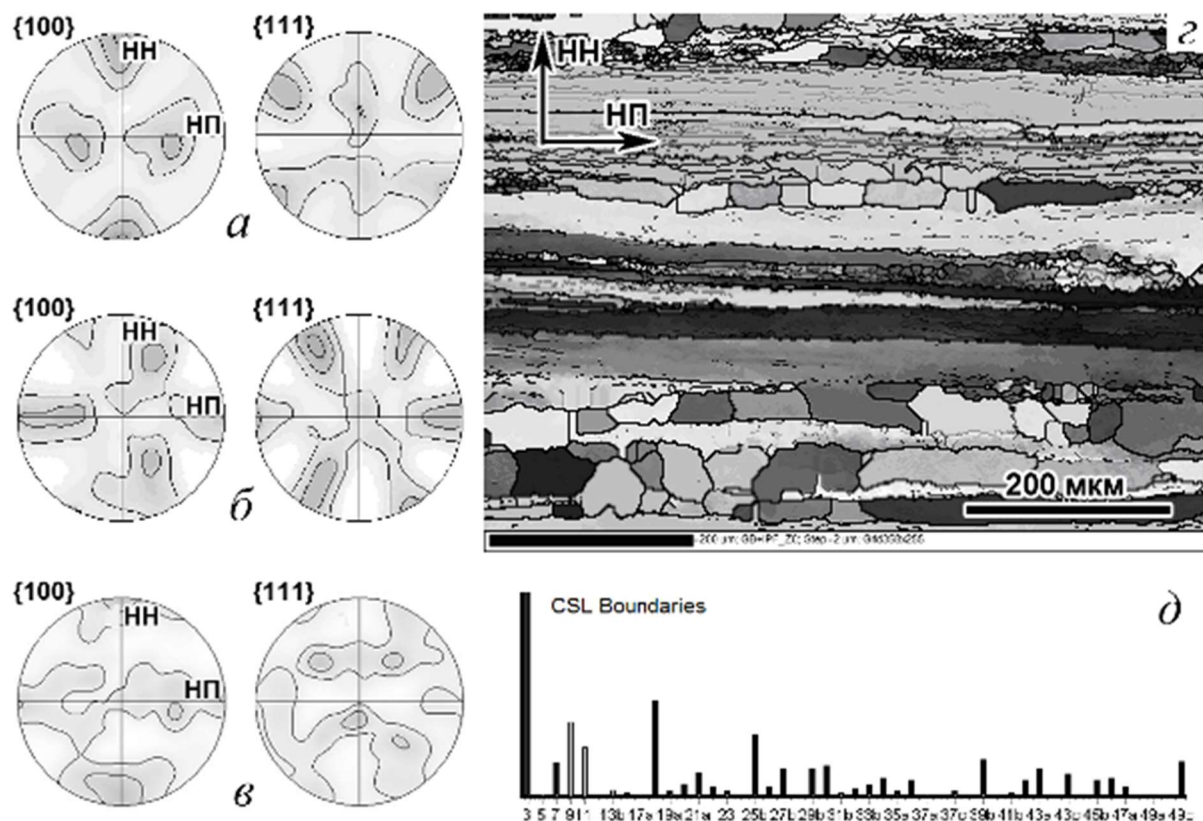 {100}
НН
НП
{111}
а
{100}
НН
НП
{111}
б
{100}
НН
НП
{111}
в
НН
НП
г
200 мкм
CSL Boundaries
д
3 5 7 9 11 13b 17a 19a 21a 23 25b 27b 29b 31b 33b 35a 37a 37c 39b 41b 43a 43c 45b 47a 49a 49c